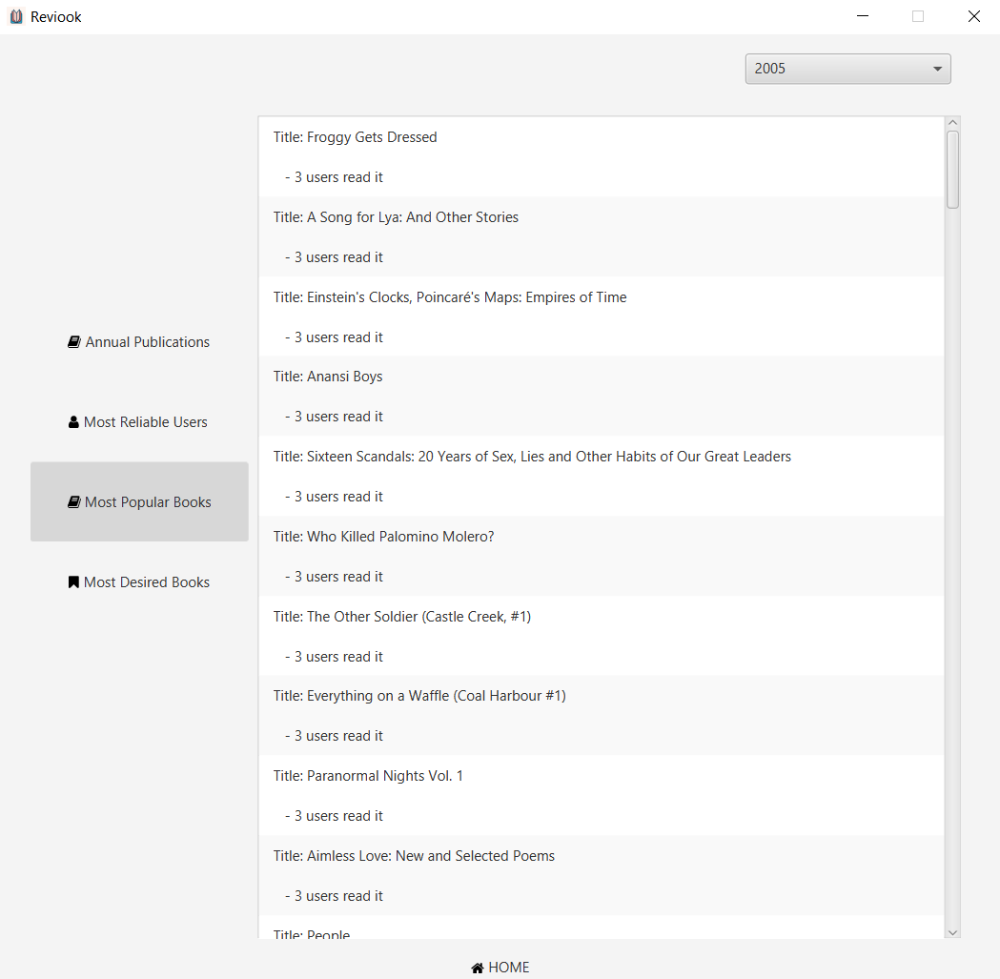 Reviook
2005
Annual Publications
Most Reliable Users
Most Popular Books
Most Desired Books
Title: Froggy Gets Dressed
- 3 users read it
Title: A Song for Lya: And Other Stories
- 3 users read it
Title: Einstein's Clocks, Poincaré's Maps: Empires of Time
- 3 users read it
Title: Anansi Boys
- 3 users read it
Title: Sixteen Scandals: 20 Years of Sex, Lies and Other Habits of Our Great Leaders
- 3 users read it
Title: Who Killed Palomino Molero?
- 3 users read it
Title: The Other Soldier (Castle Creek, #1)
- 3 users read it
Title: Everything on a Waffle (Coal Harbour #1)
- 3 users read it
Title: Paranormal Nights Vol. 1
- 3 users read it
Title: Aimless Love: New and Selected Poems
- 3 users read it
Title: People
HOME